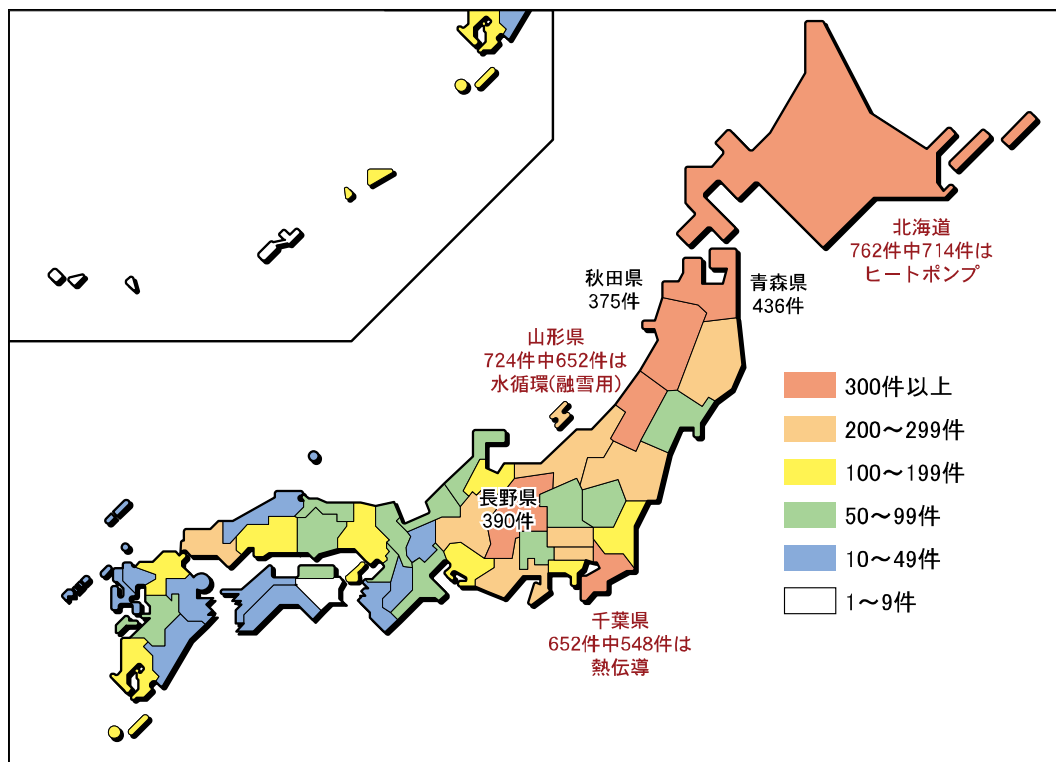 北海道
762件中714件は
ヒートポンプ
秋田県
375件
青森県
436件
山形県
724件中652件は
水循環(融雪用)
長野県
390件
千葉県
652件中548件は
熱伝導
300件以上
200～299件
100～199件
50～99件
10～49件
1～9件